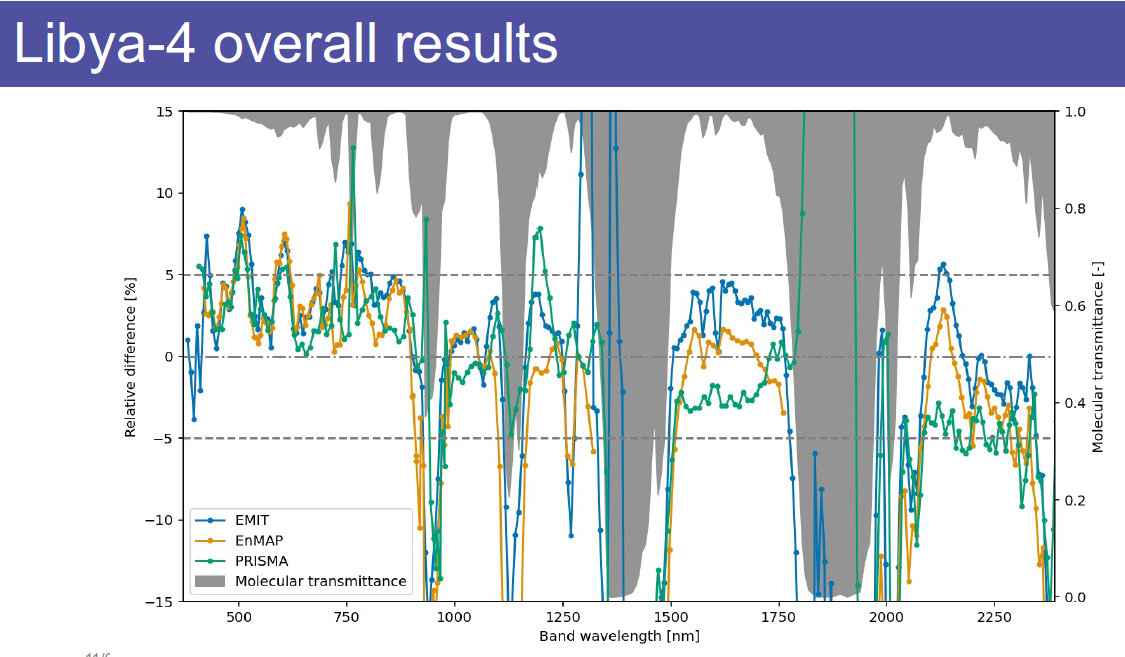 Libya-4 overall results
15
10
5
0
−5
−10
−15
Relative difference [%]
1.0
0.8
0.6
0.4
0.2
0.0
Molecular transmittance [-]
EMIT
EnMAP
PRISMA
Molecular transmittance
500 750 1000 1250 1500 1750 2000 2250
Band wavelength [nm]